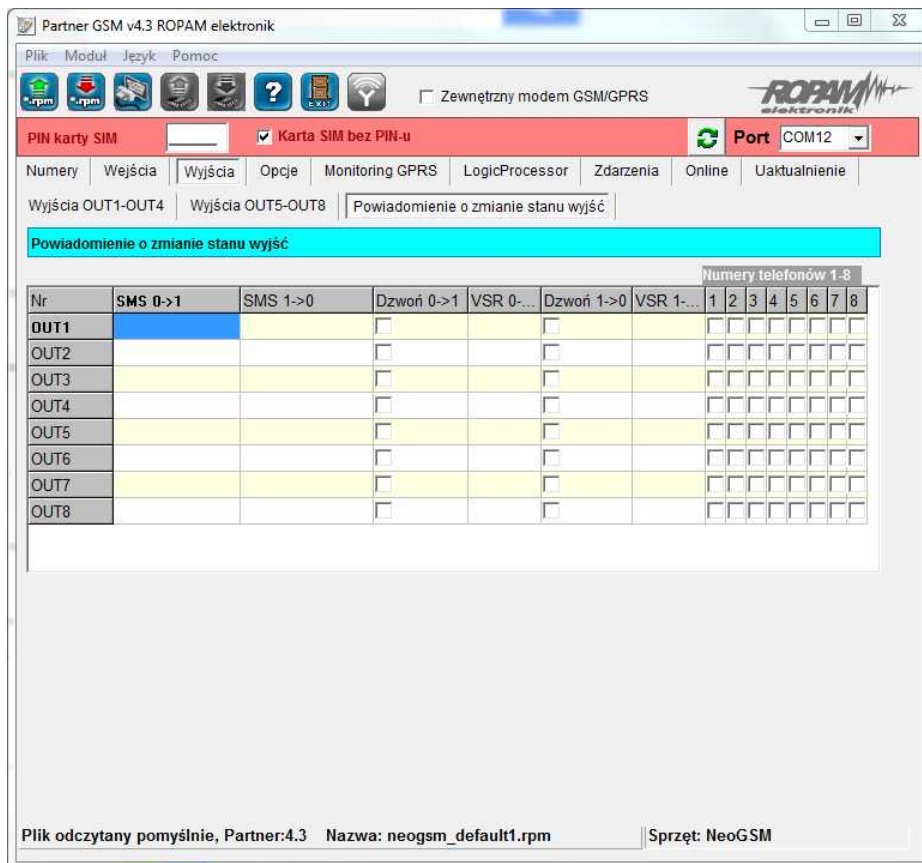 Partner GSM v4.3 ROPAM elektronik
Plik Moduł Język Pomoc
.rpm .rpm ? EXIT Zewnętrzny modem GSM/GPRS ROPAM elektronik
PIN karty SIM Karta SIM bez PIN-u Port COM12
Numery Wejścia Wyjścia Opcje Monitoring GPRS LogicProcessor Zdarzenia Online Uaktualnienie
Wyjścia OUT1-OUT4 Wyjścia OUT5-OUT8 Powiadomienie o zmianie stanu wyjść
Powiadomienie o zmianie stanu wyjść
Numery telefonów 1-8
Nr SMS 0->1 SMS 1->0 Dzwoń 0->1 VSR 0-... Dzwoń 1->0 VSR 1-... 1 2 3 4 5 6 7 8
OUT1
OUT2
OUT3
OUT4
OUT5
OUT6
OUT7
OUT8
Plik odczytany pomyślnie, Partner:4.3 Nazwa: neogsm_default1.rpm Sprzęt: NeoGSM